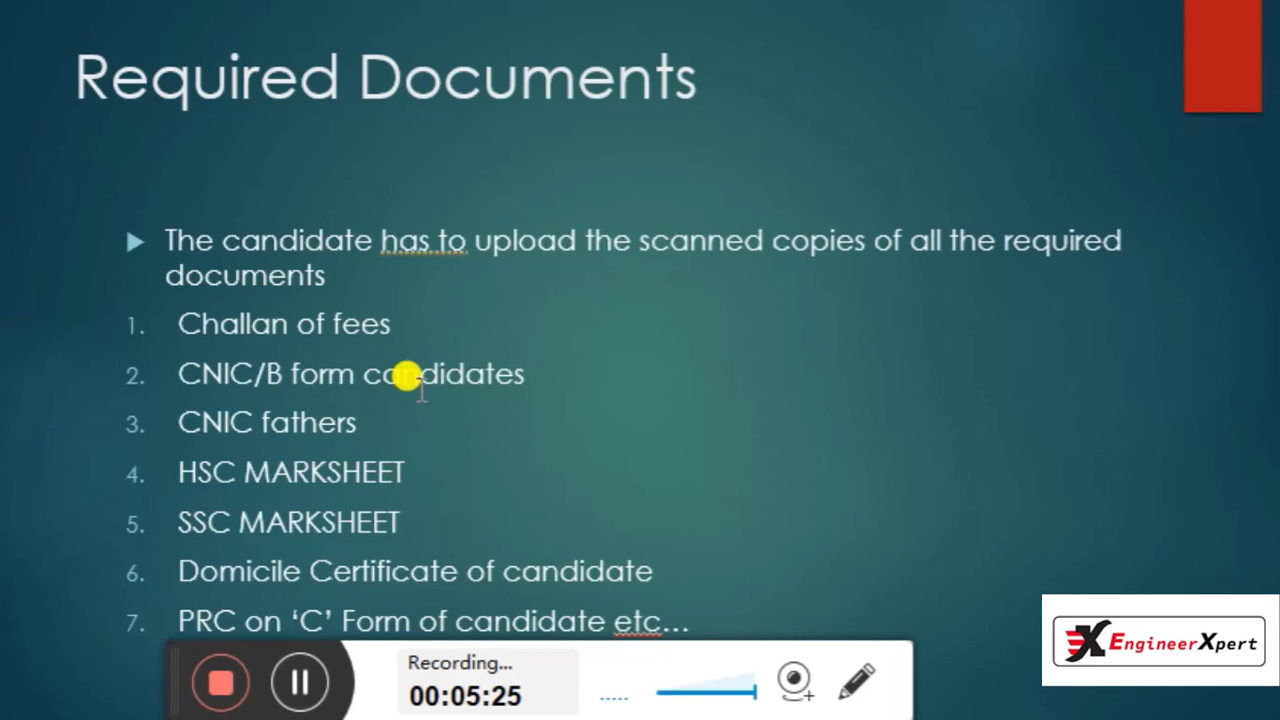 Required Documents
The candidate has to upload the scanned copies of all the required
documents
1. Challan of fees
2. CNIC/B form candidates
3. CNIC fathers
4. HSC MARKSHEET
5. SSC MARKSHEET
6. Domicile Certificate of candidate
7. PRC on ‘C’ Form of candidate etc...
Recording...
00:05:25
EngineerXpert